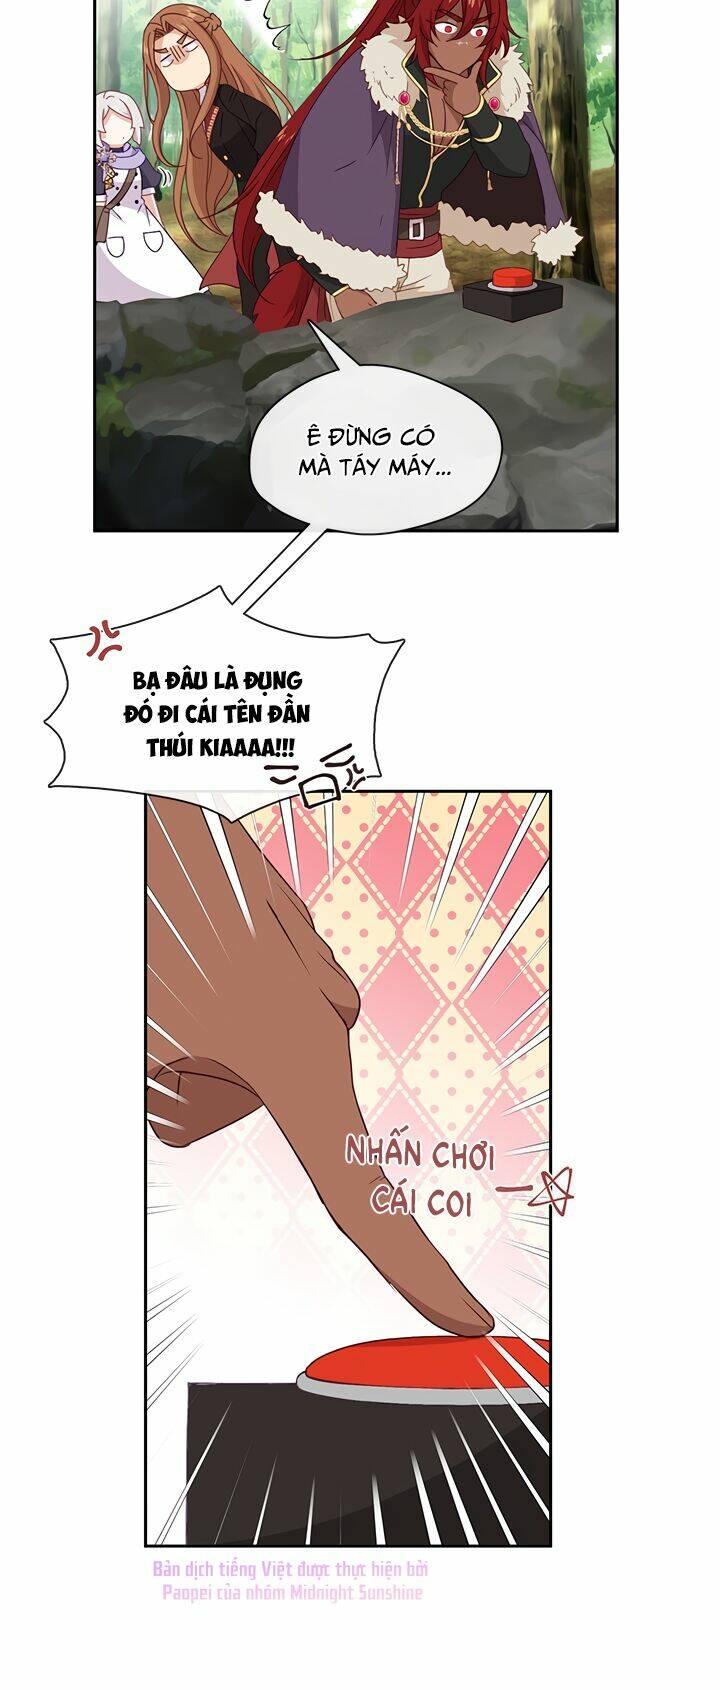 Ê ĐỪNG CÓ
MÀ TÁY MÁY...
BẠ ĐÂU LÀ ĐỤNG
ĐÓ ĐI CÁI TÊN ĐẦN
THÚI KIAAAA!!!
NHẤN CHƠI
CÁI COI
Bản dịch tiếng Việt được thực hiện bởi
Paopei của nhóm Midnight Sunshine